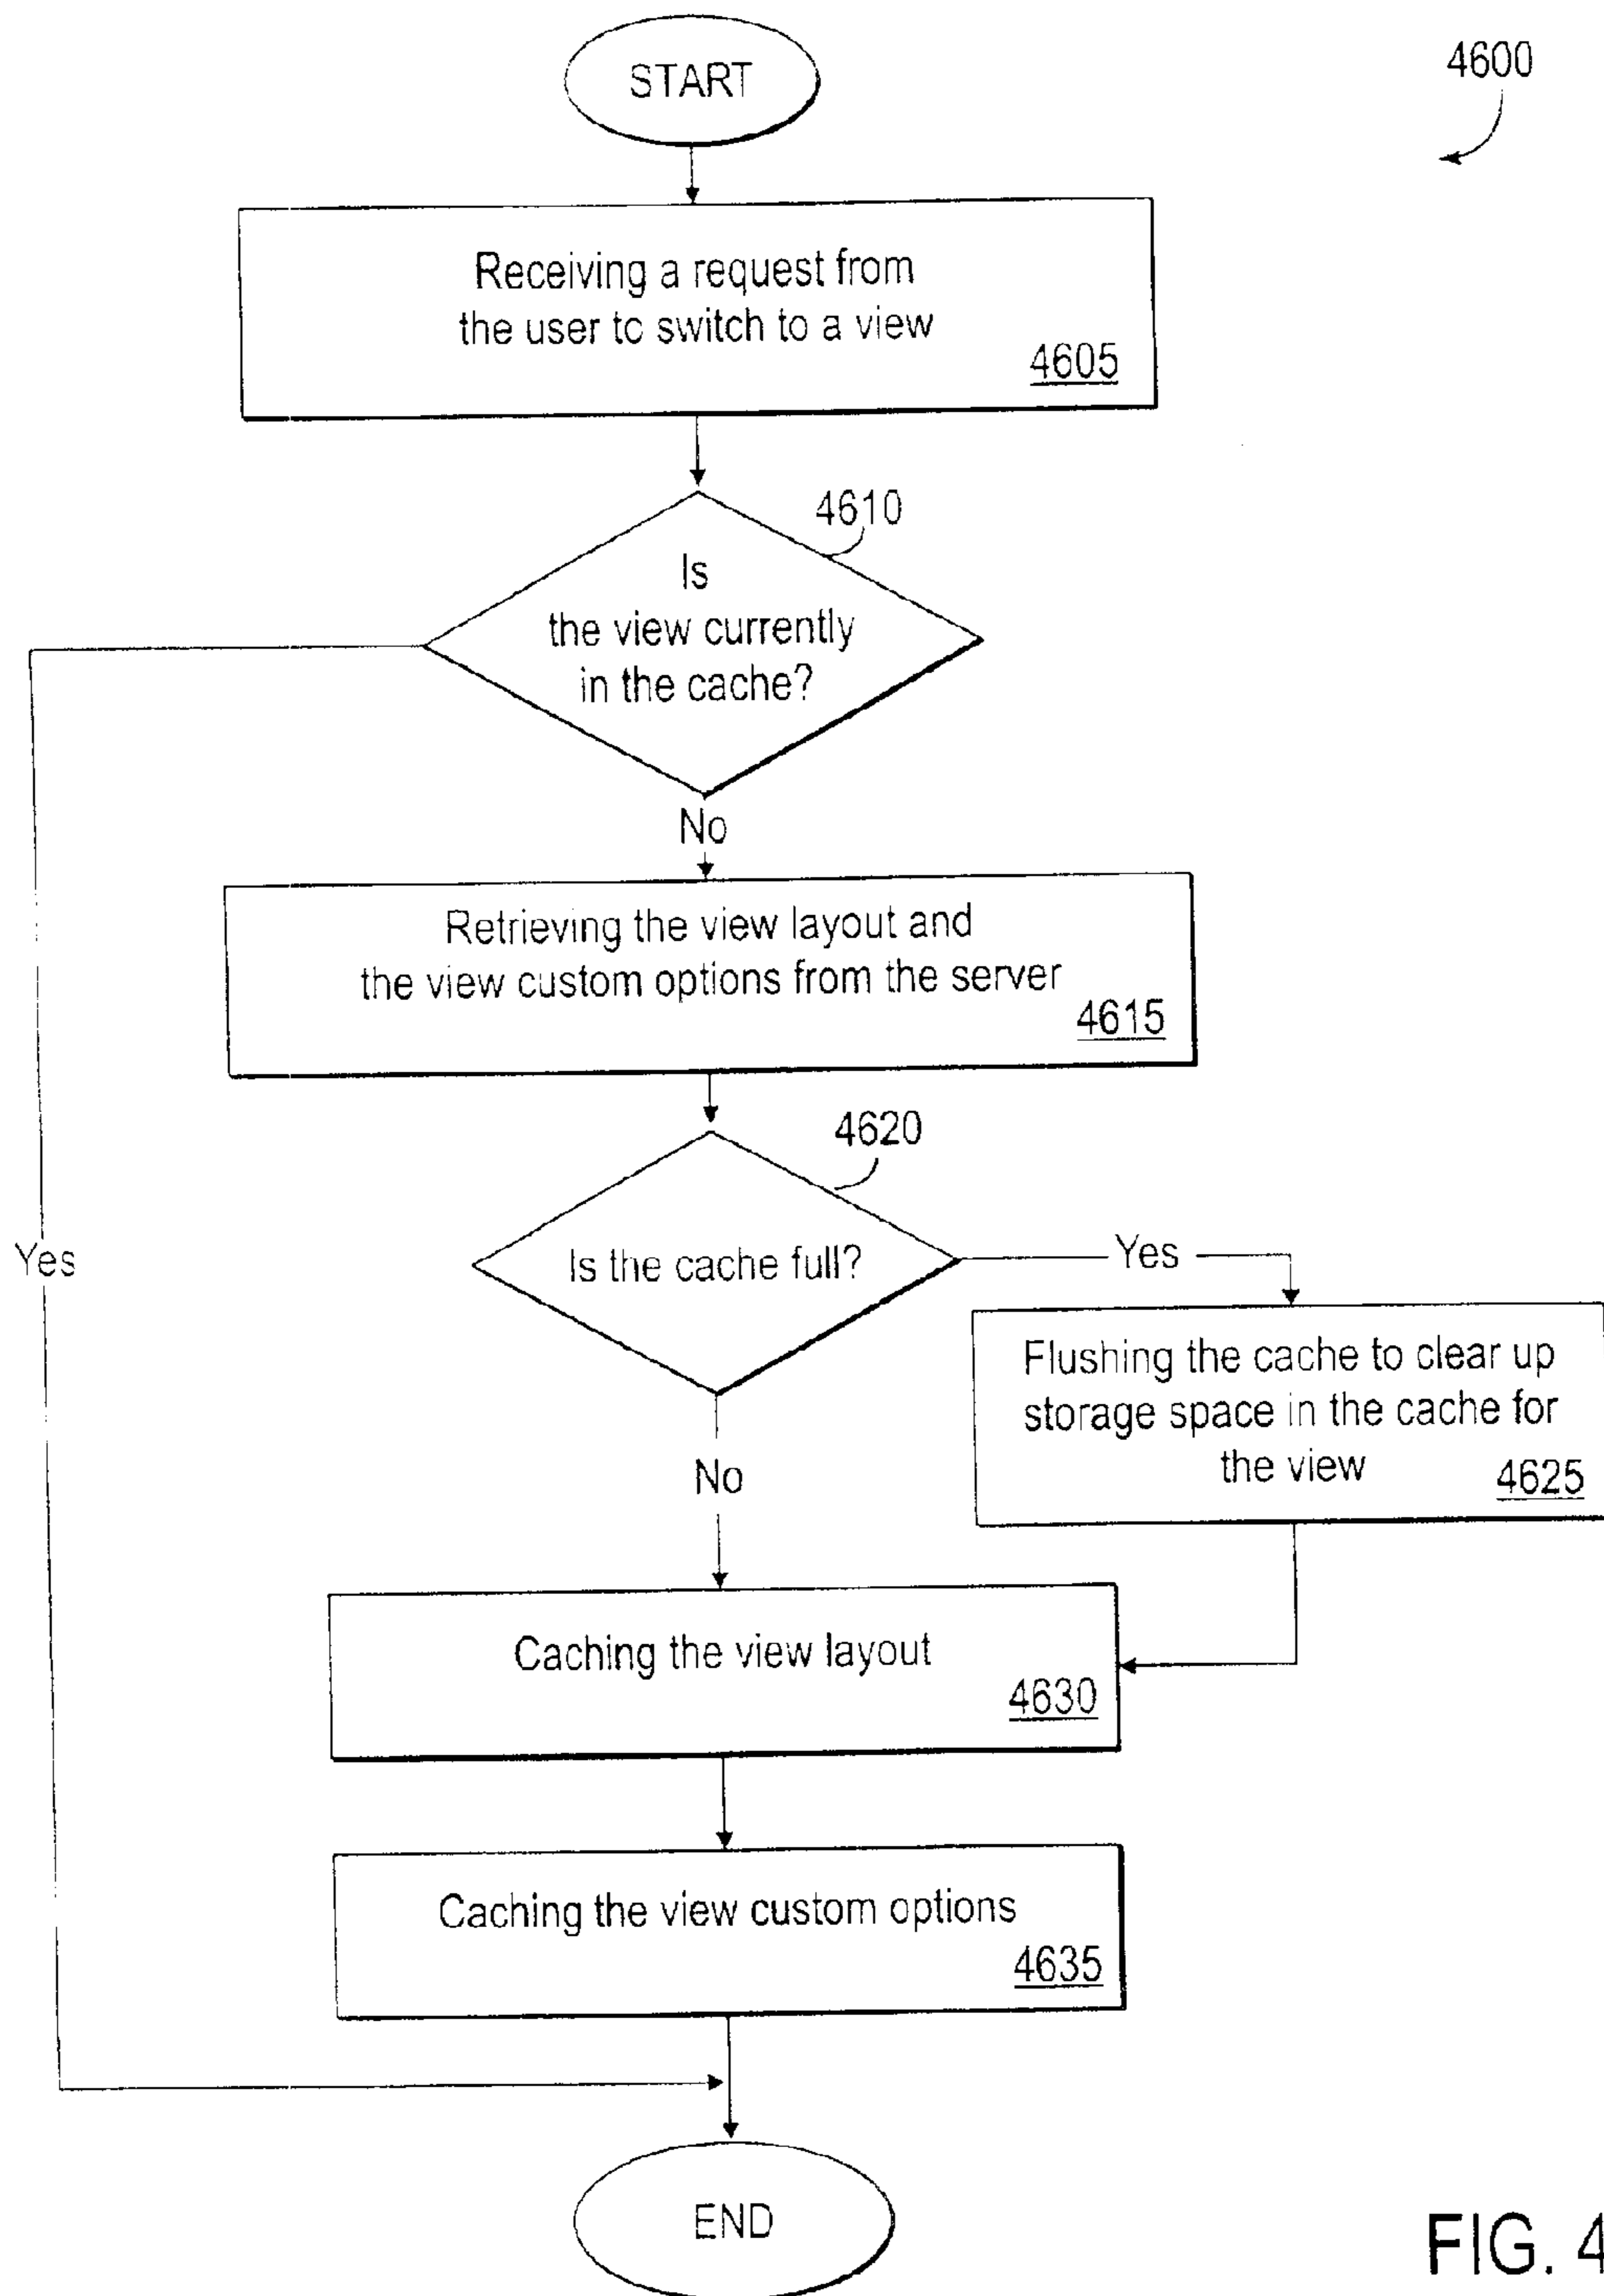 START
4600
Receiving a request from
the user to switch to a view
4605
4610
Is
the view currently
in the cache?
No
Retrieving the view layout and
the view custom options from the server
4615
4620
Is the cache full?
Yes
Yes
Flushing the cache to clear up
storage space in the cache for
the view
4625
No
Caching the view layout
4630
Caching the view custom options
4635
END
FIG. 4